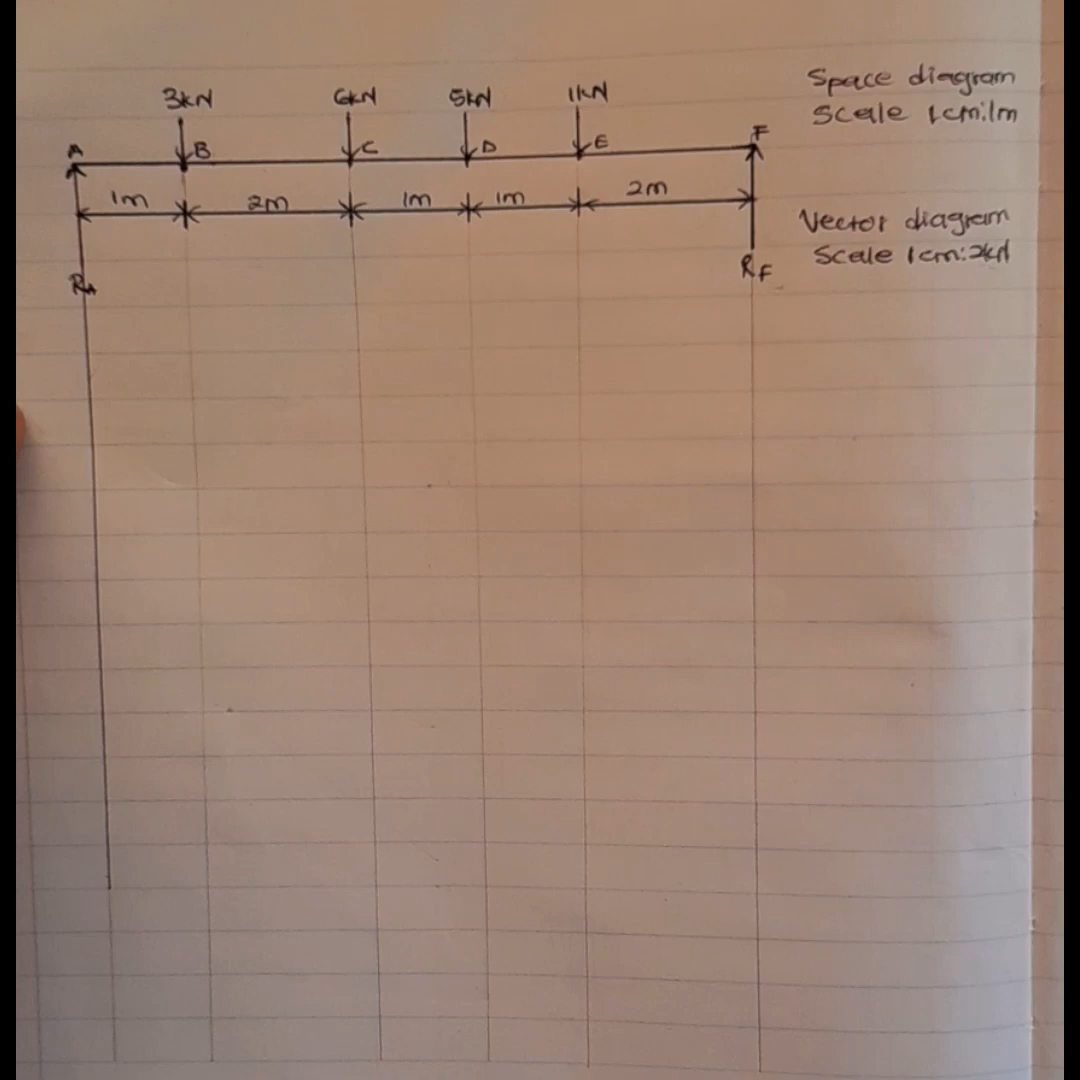 Space diagram
Scale 1cm:1m
3kN 6kN 5kN 1kN
A B C D E F
1m 2m 1m 1m 2m
Vector diagram
Scale 1cm:2kN
RA RF